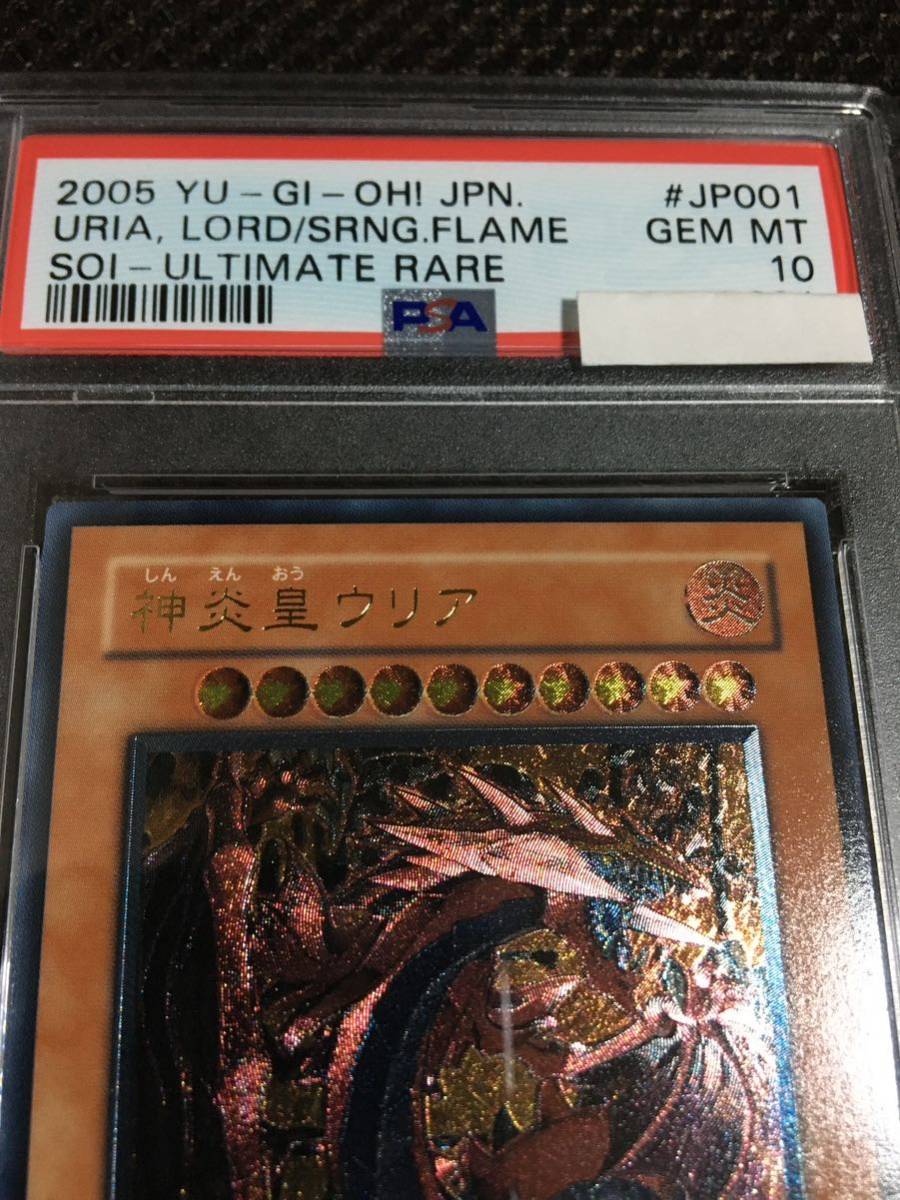 2005 YU-GI-OH! JPN. #JP001
URIA, LORD/SRNG.FLAME GEM MT
SOI-ULTIMATE RARE 10
PSA
しん えん おう
神炎皇ウリア 炎